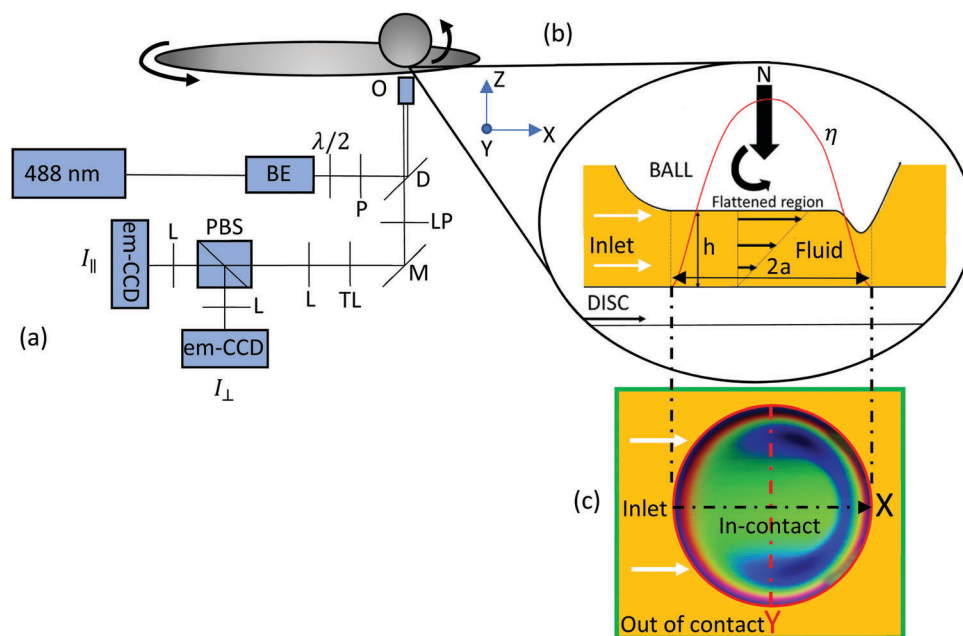 (a)
(b)
O
Z
Y
X
488 nm
BE
λ/2
P
D
LP
M
TL
L
PBS
L
em-CCD
I∥
L
em-CCD
I⊥
N
η
BALL
Flattened region
Inlet
h
Fluid
2a
DISC
(c)
Inlet
In-contact
X
Out of contact
Y